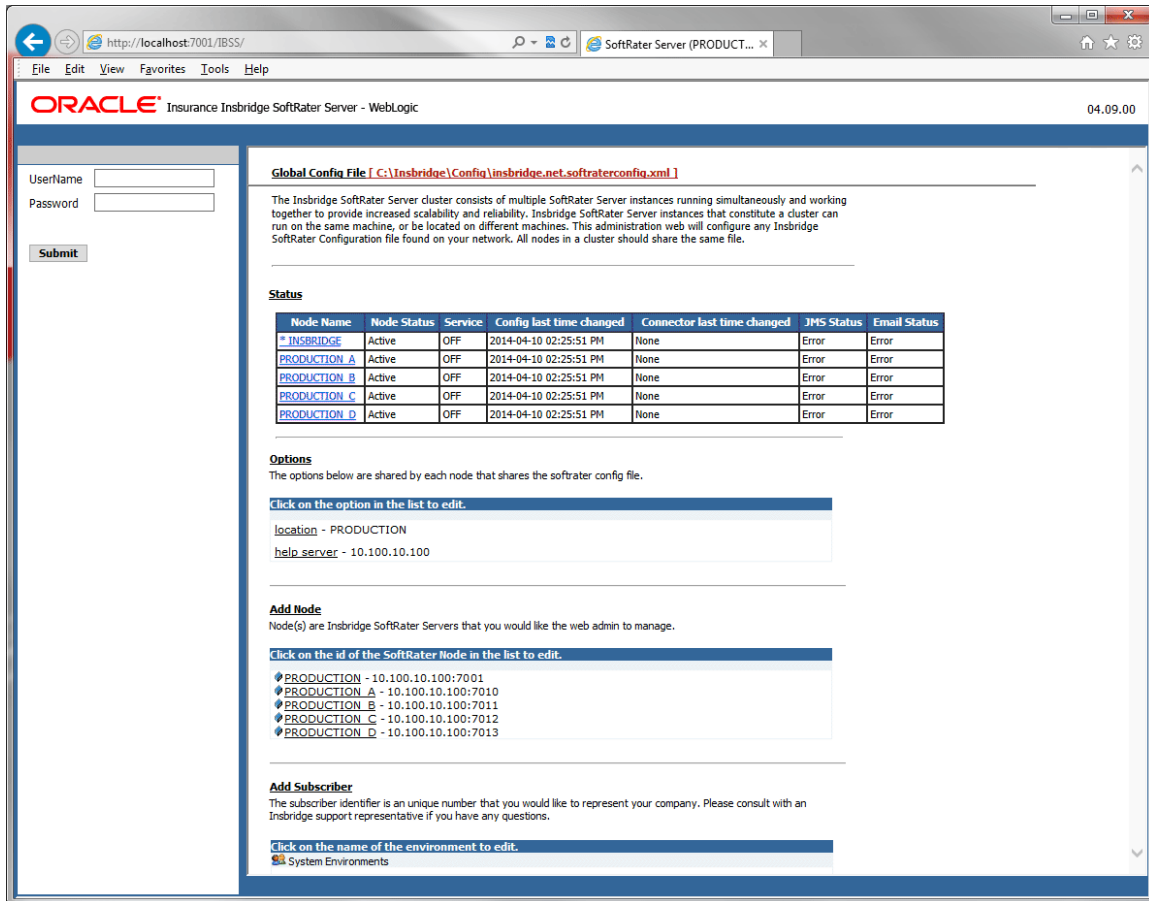 http://localhost:7001/IBSS/
SoftRater Server (PRODUCT...
File Edit View Favorites Tools Help
ORACLE Insurance Insbridge SoftRater Server - WebLogic
04.09.00
UserName
Password
Submit
Global Config File [ C:\Insbridge\Config\insbridge.net.softraterconfig.xml ]
The Insbridge SoftRater Server cluster consists of multiple SoftRater Server instances running simultaneously and working
together to provide increased scalability and reliability. Insbridge SoftRater Server instances that constitute a cluster can
run on the same machine, or be located on different machines. This administration web will configure any Insbridge
SoftRater Configuration file found on your network. All nodes in a cluster should share the same file.
Status
Node Name Node Status Service Config last time changed Connector last time changed JMS Status Email Status
* INSBRIDGE Active OFF 2014-04-10 02:25:51 PM None Error Error
PRODUCTION_A Active OFF 2014-04-10 02:25:51 PM None Error Error
PRODUCTION_B Active OFF 2014-04-10 02:25:51 PM None Error Error
PRODUCTION_C Active OFF 2014-04-10 02:25:51 PM None Error Error
PRODUCTION_D Active OFF 2014-04-10 02:25:51 PM None Error Error
Options
The options below are shared by each node that shares the softrater config file.
Click on the option in the list to edit.
location - PRODUCTION
help server - 10.100.10.100
Add Node
Node(s) are Insbridge SoftRater Servers that you would like the web admin to manage.
Click on the id of the SoftRater Node in the list to edit.
PRODUCTION - 10.100.10.100:7001
PRODUCTION_A - 10.100.10.100:7010
PRODUCTION_B - 10.100.10.100:7011
PRODUCTION_C - 10.100.10.100:7012
PRODUCTION_D - 10.100.10.100:7013
Add Subscriber
The subscriber identifier is an unique number that you would like to represent your company. Please consult with an
Insbridge support representative if you have any questions.
Click on the name of the environment to edit.
System Environments